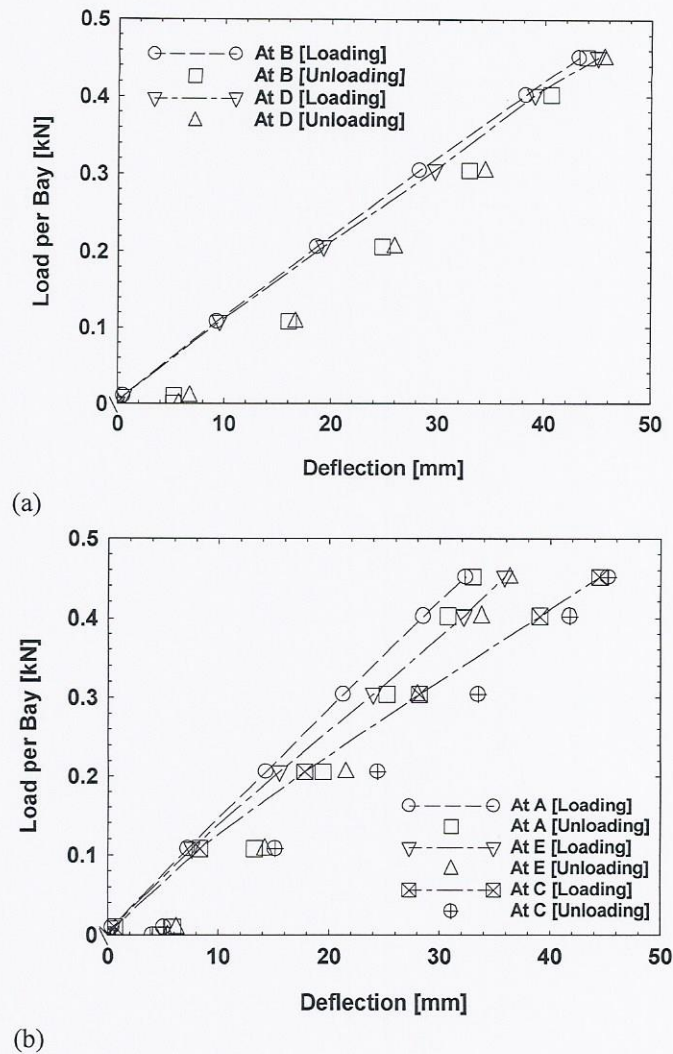 0.5
0.4
0.3
0.2
0.1
0
Load per Bay [kN]
At B [Loading]
At B [Unloading]
At D [Loading]
At D [Unloading]
0 10 20 30 40 50
Deflection [mm]
(a)
0.5
0.4
0.3
0.2
0.1
0
Load per Bay [kN]
At A [Loading]
At A [Unloading]
At E [Loading]
At E [Unloading]
At C [Loading]
At C [Unloading]
0 10 20 30 40 50
Deflection [mm]
(b)